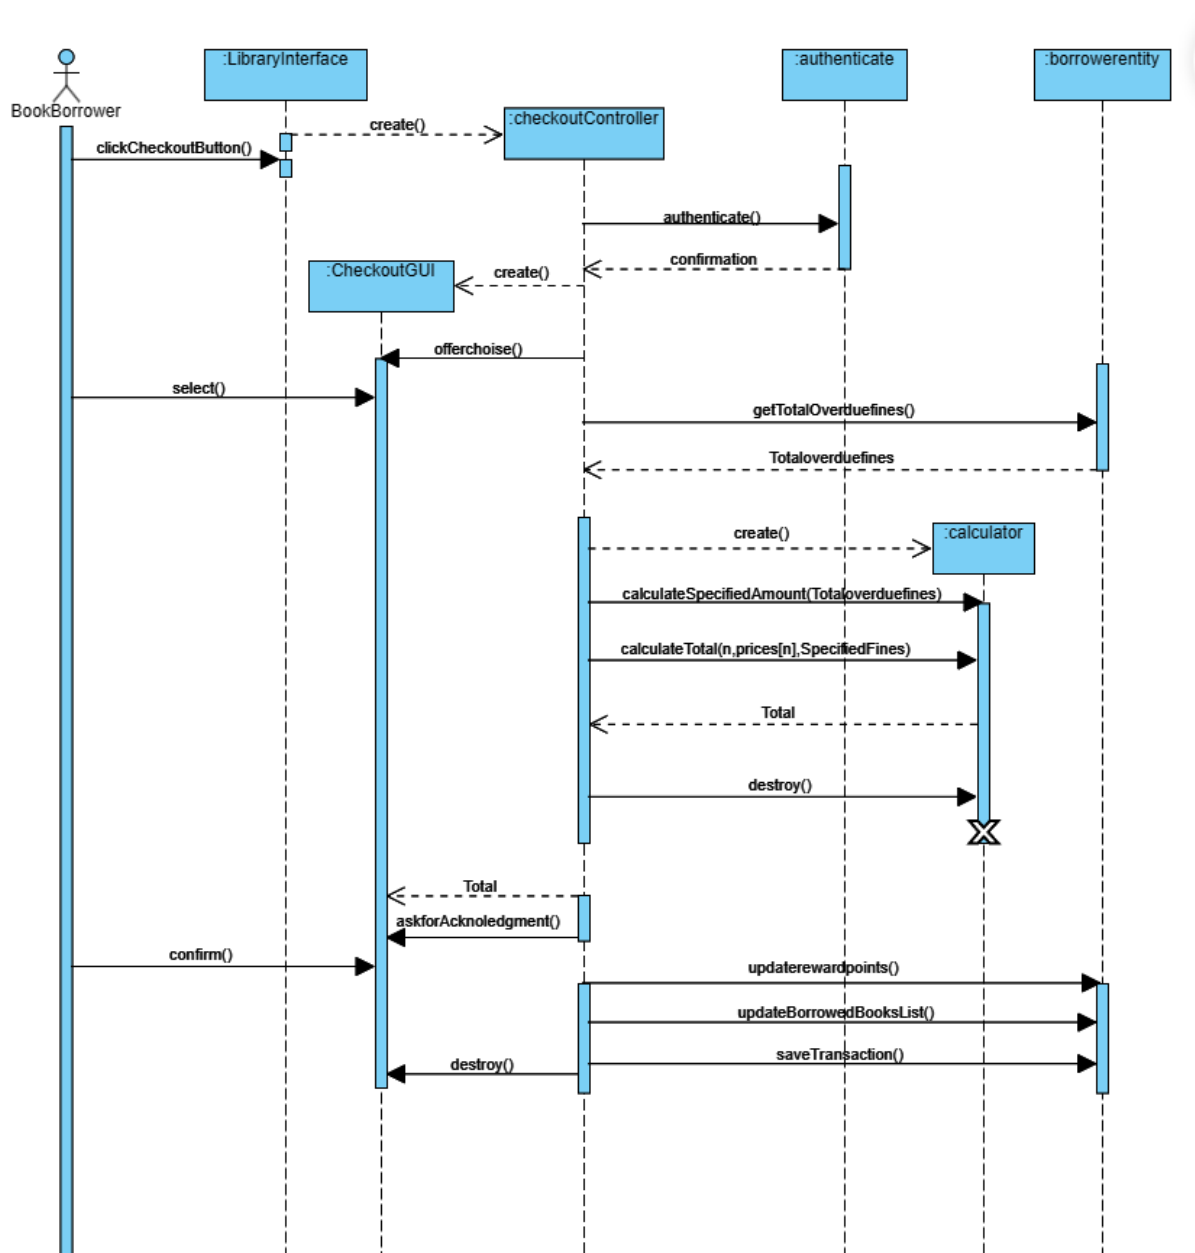 :LibraryInterface
:authenticate
:borrowerentity
BookBorrower
:checkoutController
create()
clickCheckoutButton()
authenticate()
confirmation
:CheckoutGUI
create()
offerchoise()
select()
getTotalOverduefines()
Totaloverduefines
create()
:calculator
calculateSpecifiedAmount(Totaloverduefines)
calculateTotal(n,prices[n],SpecifiedFines)
Total
destroy()
Total
askforAcknoledgment()
confirm()
updaterewardpoints()
updateBorrowedBooksList()
saveTransaction()
destroy()